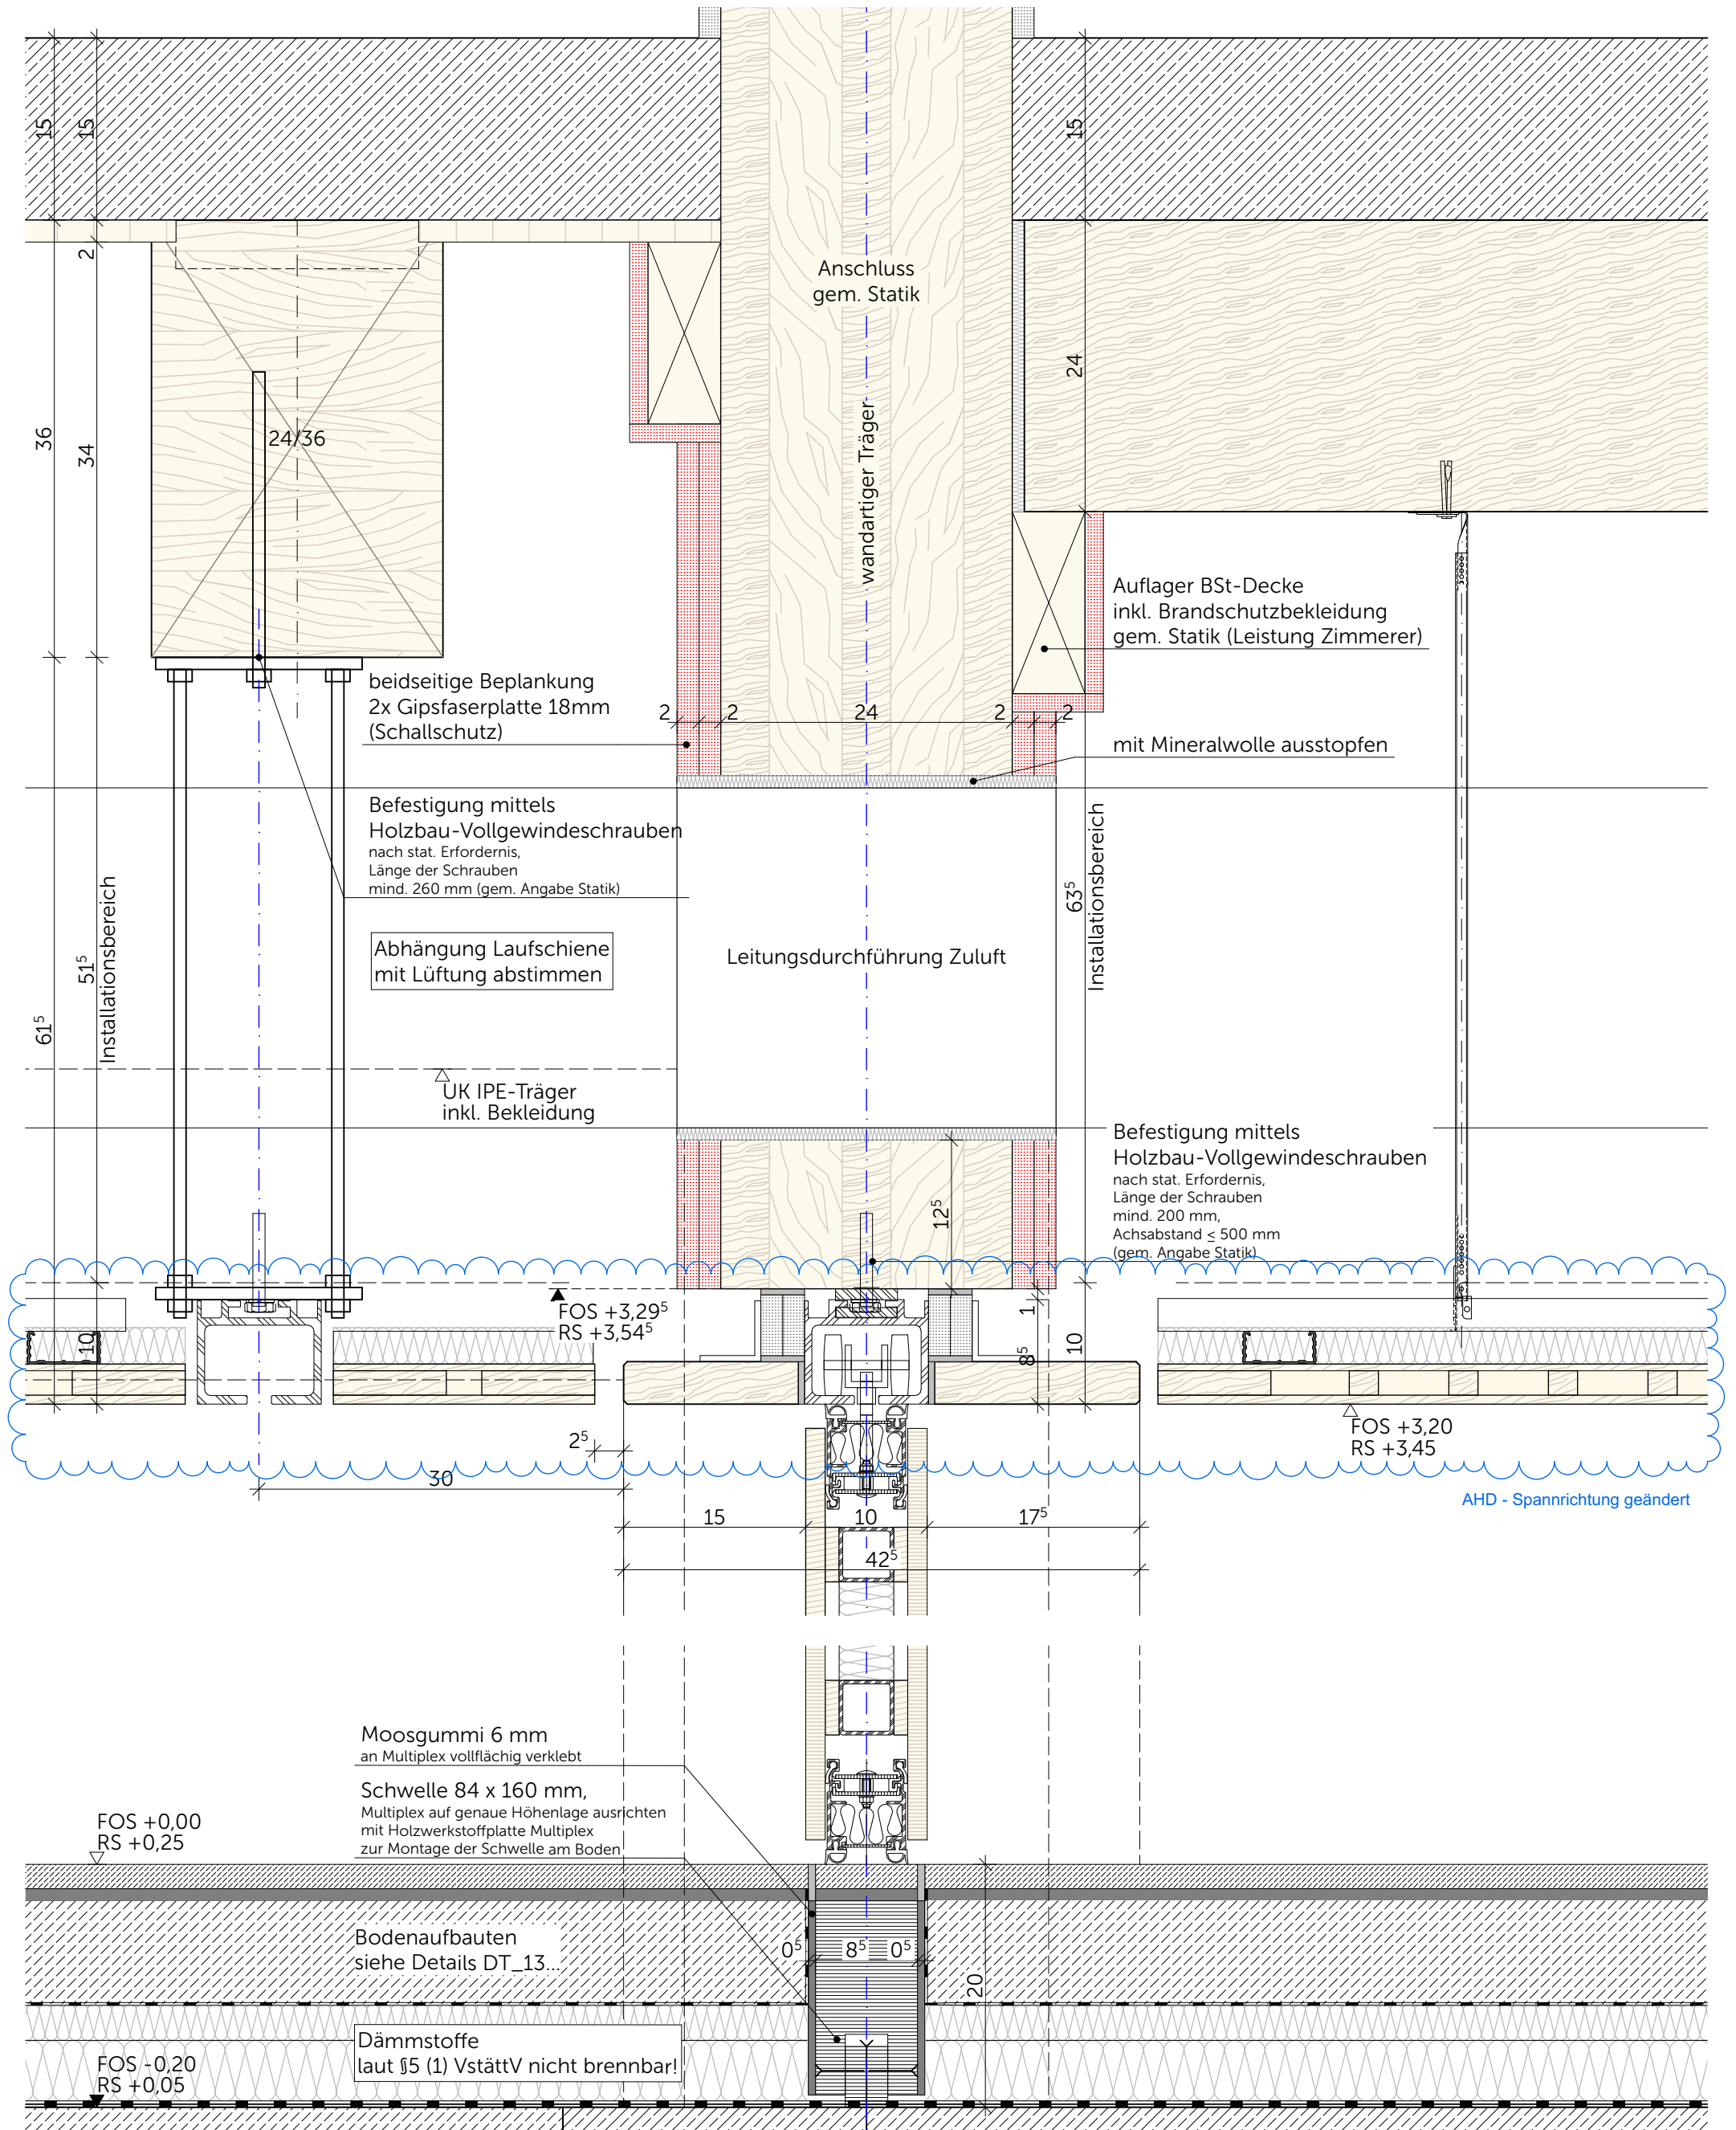 15
15
15
2
Anschluss
gem. Statik
24
36
34
24/36
wandartiger Träger
Auflager BSt-Decke
inkl. Brandschutzbekleidung
gem. Statik (Leistung Zimmerer)
beidseitige Beplankung
2x Gipsfaserplatte 18mm
(Schallschutz)
2
2
24
2
2
mit Mineralwolle ausstopfen
Befestigung mittels
Holzbau-Vollgewindeschrauben
nach stat. Erfordernis,
Länge der Schrauben
mind. 260 mm (gem. Angabe Statik)
63⁵
Installationsbereich
Abhängung Laufschiene
mit Lüftung abstimmen
Leitungsdurchführung Zuluft
61⁵
51⁵
Installationsbereich
UK IPE-Träger
inkl. Bekleidung
Befestigung mittels
Holzbau-Vollgewindeschrauben
nach stat. Erfordernis,
Länge der Schrauben
mind. 200 mm,
Achsabstand ≤ 500 mm
(gem. Angabe Statik)
12⁵
FOS +3,29⁵
RS +3,54⁵
1
10
8⁵
10
FOS +3,20
RS +3,45
2⁵
30
AHD - Spannrichtung geändert
15
10
17⁵
42⁵
Moosgummi 6 mm
an Multiplex vollflächig verklebt
Schwelle 84 x 160 mm,
Multiplex auf genaue Höhenlage ausrichten
mit Holzwerkstoffplatte Multiplex
zur Montage der Schwelle am Boden
FOS +0,00
RS +0,25
Bodenaufbauten
siehe Details DT_13...
0⁵
8⁵
0⁵
20
Dämmstoffe
laut §5 (1) VstättV nicht brennbar!
FOS -0,20
RS +0,05